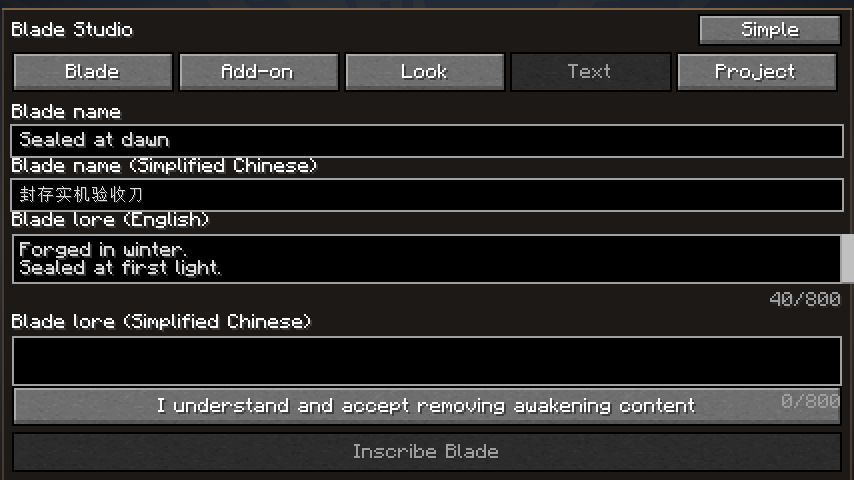 Blade Studio
Simple
Blade
Add-on
Look
Text
Project
Blade name
Sealed at dawn
Blade name (Simplified Chinese)
封存实机验收刀
Blade lore (English)
Forged in winter.
Sealed at first light.
40/800
Blade lore (Simplified Chinese)
I understand and accept removing awakening content
0/800
Inscribe Blade